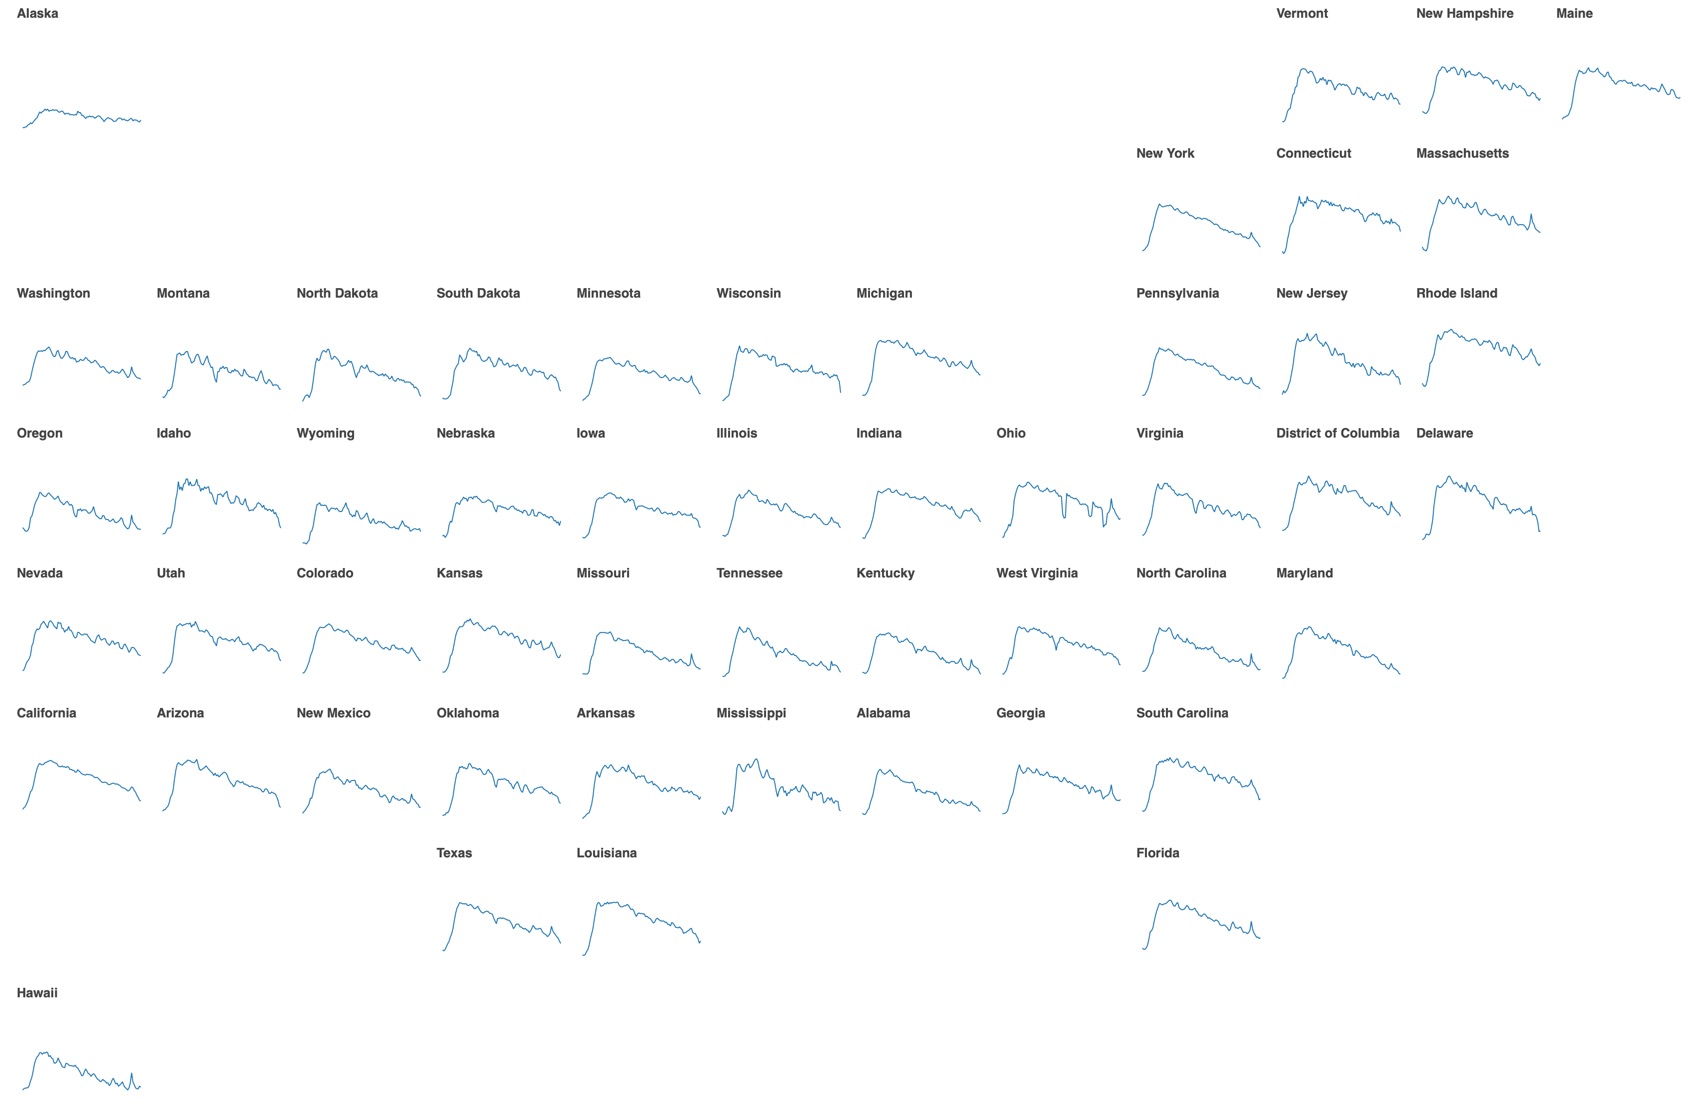 Alaska
Vermont
New Hampshire
Maine
New York
Connecticut
Massachusetts
Washington
Montana
North Dakota
South Dakota
Minnesota
Wisconsin
Michigan
Pennsylvania
New Jersey
Rhode Island
Oregon
Idaho
Wyoming
Nebraska
Iowa
Illinois
Indiana
Ohio
Virginia
District of Columbia
Delaware
Nevada
Utah
Colorado
Kansas
Missouri
Tennessee
Kentucky
West Virginia
North Carolina
Maryland
California
Arizona
New Mexico
Oklahoma
Arkansas
Mississippi
Alabama
Georgia
South Carolina
Texas
Louisiana
Florida
Hawaii